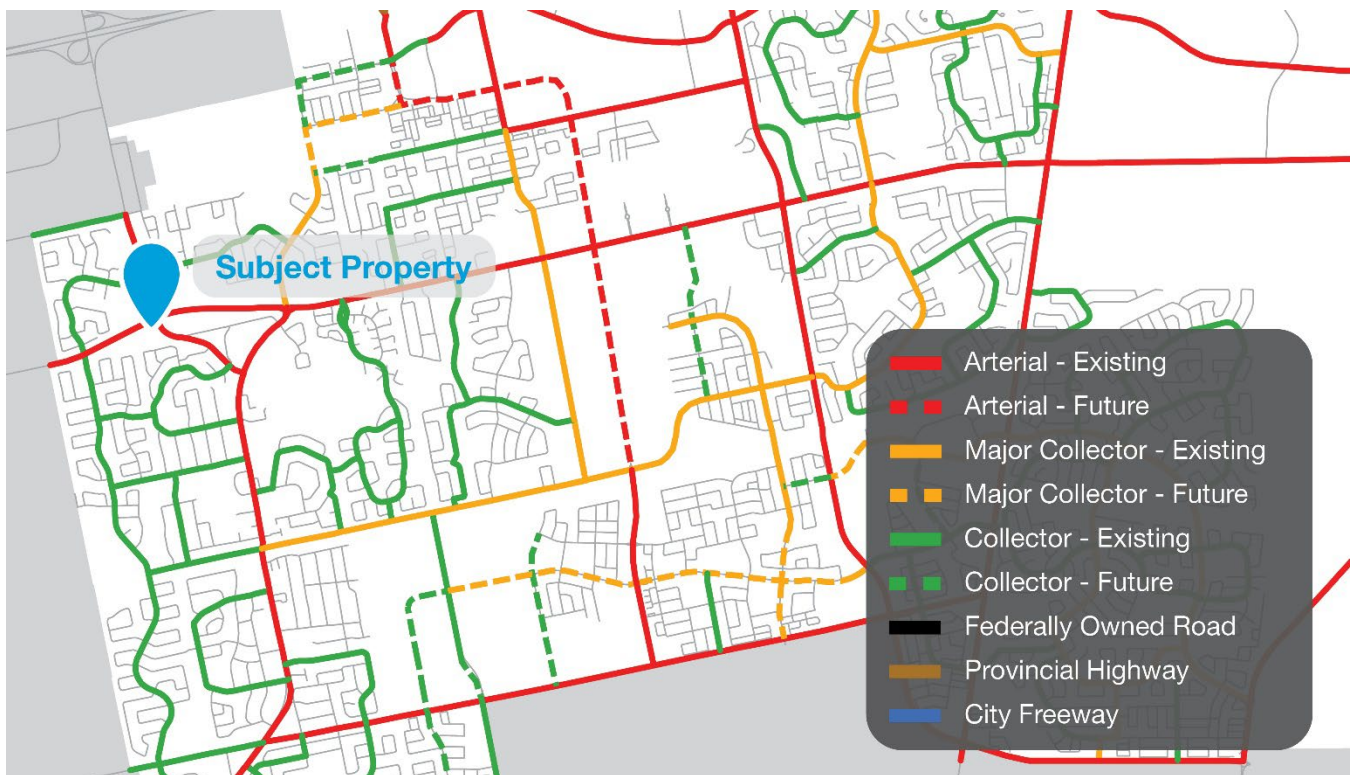 Subject Property
Arterial - Existing
Arterial - Future
Major Collector - Existing
Major Collector - Future
Collector - Existing
Collector - Future
Federally Owned Road
Provincial Highway
City Freeway